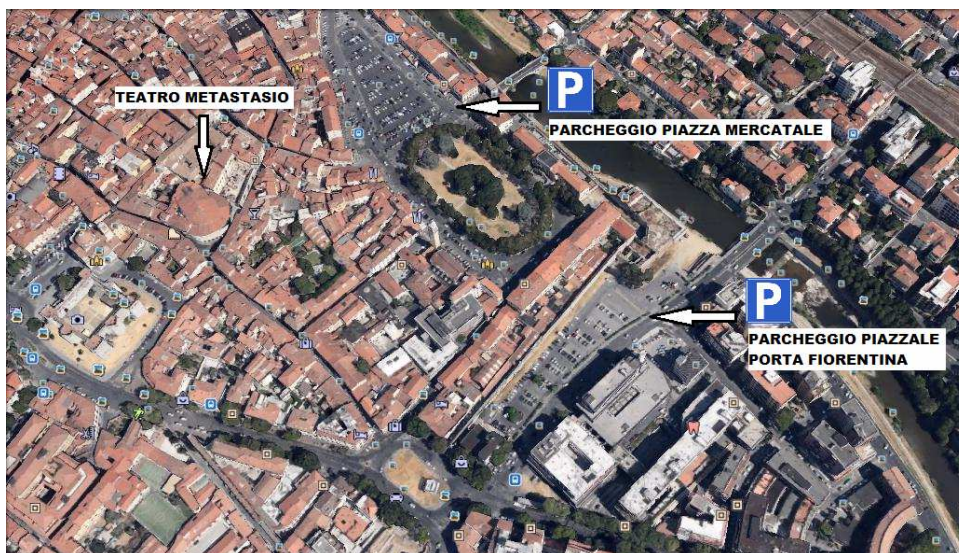 TEATRO METASTASIO
P
PARCHEGGIO PIAZZA MERCATALE
P
PARCHEGGIO PIAZZALE
PORTA FIORENTINA